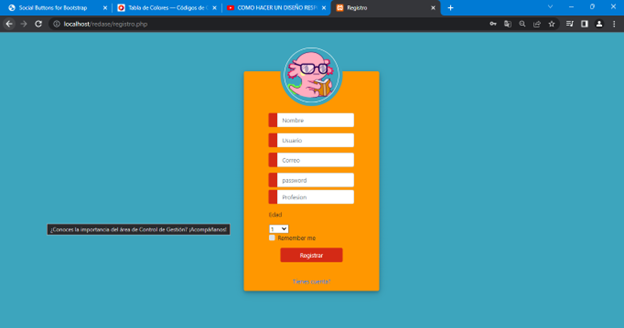 Social Buttons for Bootstrap
Tabla de Colores — Códigos de C
COMO HACER UN DISEÑO RESP
Registro
localhost/redase/registro.php
Nombre
Usuario
Correo
password
Profesion
Edad
1
Remember me
¿Conoces la importancia del área de Control de Gestión? ¡Acompáñanos!
Registrar
Tienes cuenta?